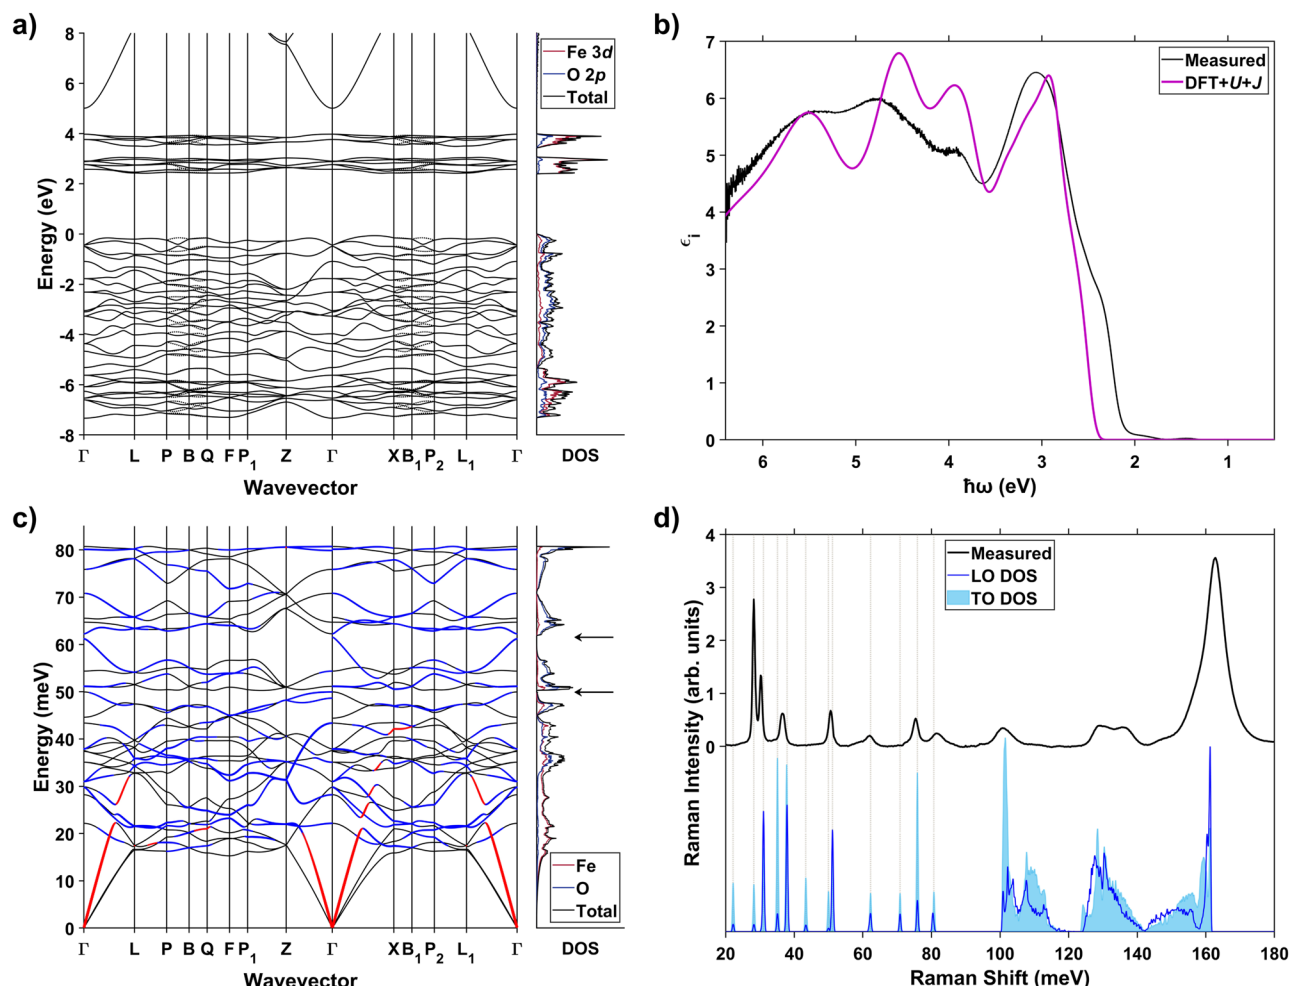 a)
8
6
4
2
0
-2
-4
-6
-8
Energy (eV)
Fe 3d
O 2p
Total
Γ L P B Q F P1 Z Γ X B1 P2 L1 Γ DOS
Wavevector
b)
7
6
5
4
3
2
1
0
ϵi
Measured
DFT+U+J
6 5 4 3 2 1
ħω (eV)
c)
80
70
60
50
40
30
20
10
0
Energy (meV)
Fe
O
Total
Γ L P B Q F P1 Z Γ X B1 P2 L1 Γ DOS
Wavevector
d)
4
3
2
1
0
Raman Intensity (arb. units)
Measured
LO DOS
TO DOS
20 40 60 80 100 120 140 160 180
Raman Shift (meV)